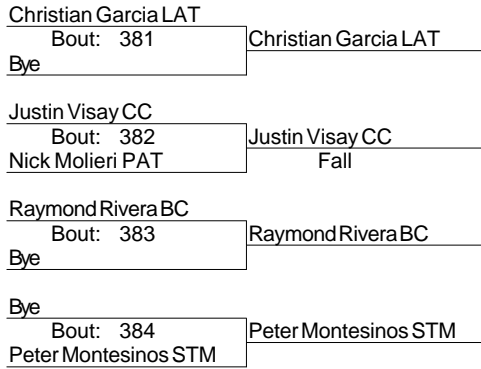 Christian Garcia LAT
Bout: 381
Christian Garcia LAT
Bye
Justin Visay CC
Bout: 382
Justin Visay CC
Nick Molieri PAT
Fall
Raymond Rivera BC
Bout: 383
Raymond Rivera BC
Bye
Bye
Bout: 384
Peter Montesinos STM
Peter Montesinos STM